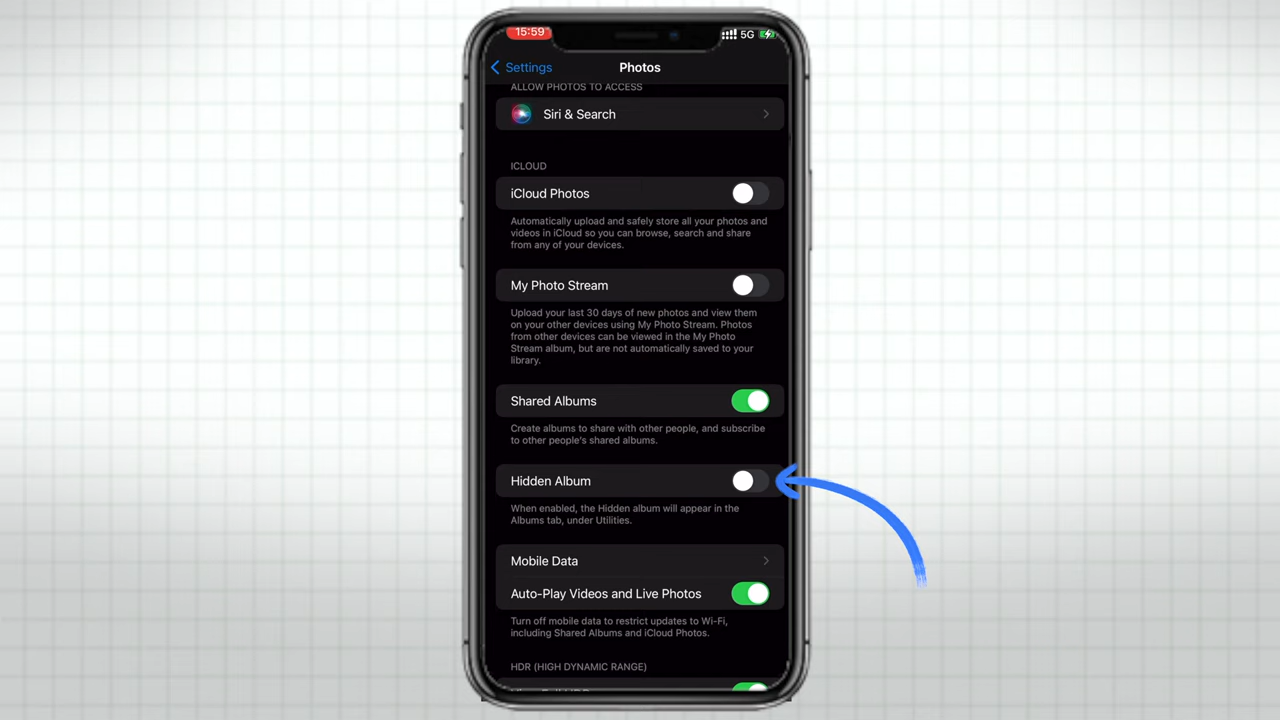 15:59
5G
Settings
Photos
ALLOW PHOTOS TO ACCESS
Siri & Search
ICLOUD
iCloud Photos
Automatically upload and safely store all your photos and
videos in iCloud so you can browse, search and share
from any of your devices.
My Photo Stream
Upload your last 30 days of new photos and view them
on your other devices using My Photo Stream. Photos
from other devices can be viewed in the My Photo
Stream album, but are not automatically saved to your
library.
Shared Albums
Create albums to share with other people, and subscribe
to other people's shared albums.
Hidden Album
When enabled, the Hidden album will appear in the
Albums tab, under Utilities.
Mobile Data
Auto-Play Videos and Live Photos
Turn off mobile data to restrict updates to Wi-Fi,
including Shared Albums and iCloud Photos.
HDR (HIGH DYNAMIC RANGE)